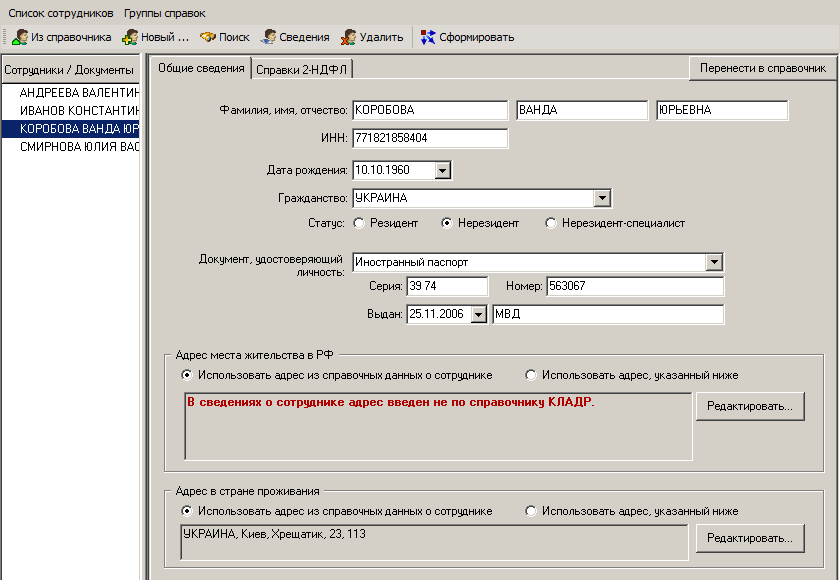 Список сотрудников Группы справок
Из справочника Новый ... Поиск Сведения Удалить Сформировать
Сотрудники / Документы
АНДРЕЕВА ВАЛЕНТИН
ИВАНОВ КОНСТАНТИН
КОРОБОВА ВАНДА ЮР
СМИРНОВА ЮЛИЯ ВАС
Общие сведения Справки 2-НДФЛ Перенести в справочник
Фамилия, имя, отчество: КОРОБОВА ВАНДА ЮРЬЕВНА
ИНН: 771821858404
Дата рождения: 10.10.1960
Гражданство: УКРАИНА
Статус: Резидент Нерезидент Нерезидент-специалист
Документ, удостоверяющий
личность: Иностранный паспорт
Серия: 39 74 Номер: 563067
Выдан: 25.11.2006 МВД
Адрес места жительства в РФ
Использовать адрес из справочных данных о сотруднике Использовать адрес, указанный ниже
В сведениях о сотруднике адрес введен не по справочнику КЛАДР.
Редактировать...
Адрес в стране проживания
Использовать адрес из справочных данных о сотруднике Использовать адрес, указанный ниже
УКРАИНА, Киев, Хрещатик, 23, 113
Редактировать...